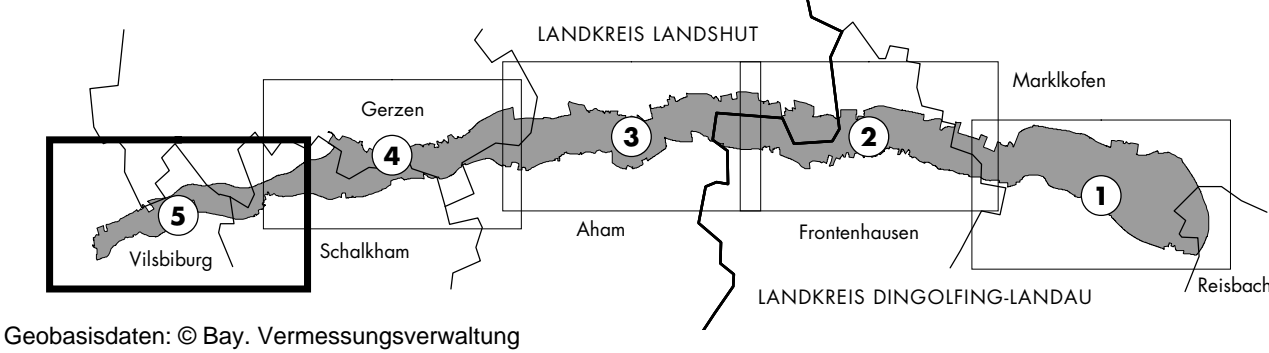 LANDKREIS LANDSHUT
Marklkofen
Gerzen
3
2
4
1
5
Aham
Frontenhausen
Schalkham
Vilsbiburg
Reisbach
LANDKREIS DINGOLFING-LANDAU
Geobasisdaten: © Bay. Vermessungsverwaltung